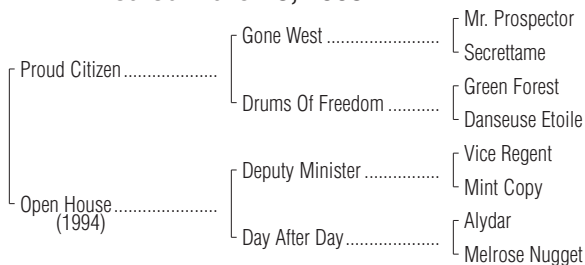 Mr. Prospector
Gone West
Secrettame
Proud Citizen
Green Forest
Drums Of Freedom
Danseuse Etoile
Vice Regent
Deputy Minister
Mint Copy
Open House
(1994)
Alydar
Day After Day
Melrose Nugget